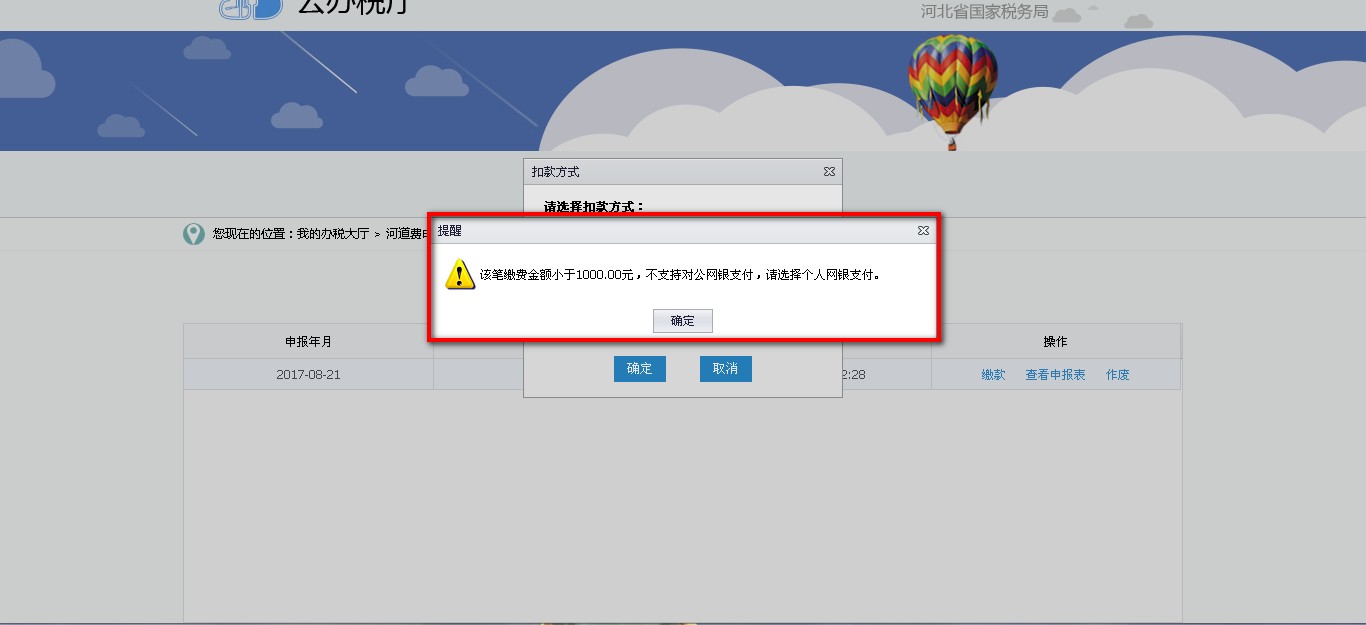 云办税厅
河北省国家税务局
扣款方式
请选择扣款方式：
您现在的位置：我的办税大厅 > 河道费
提醒
该笔缴费金额小于1000.00元，不支持对公网银支付，请选择个人网银支付。
确定
申报年月
操作
确定
取消
2017-08-21
2:28
缴款
查看申报表
作废